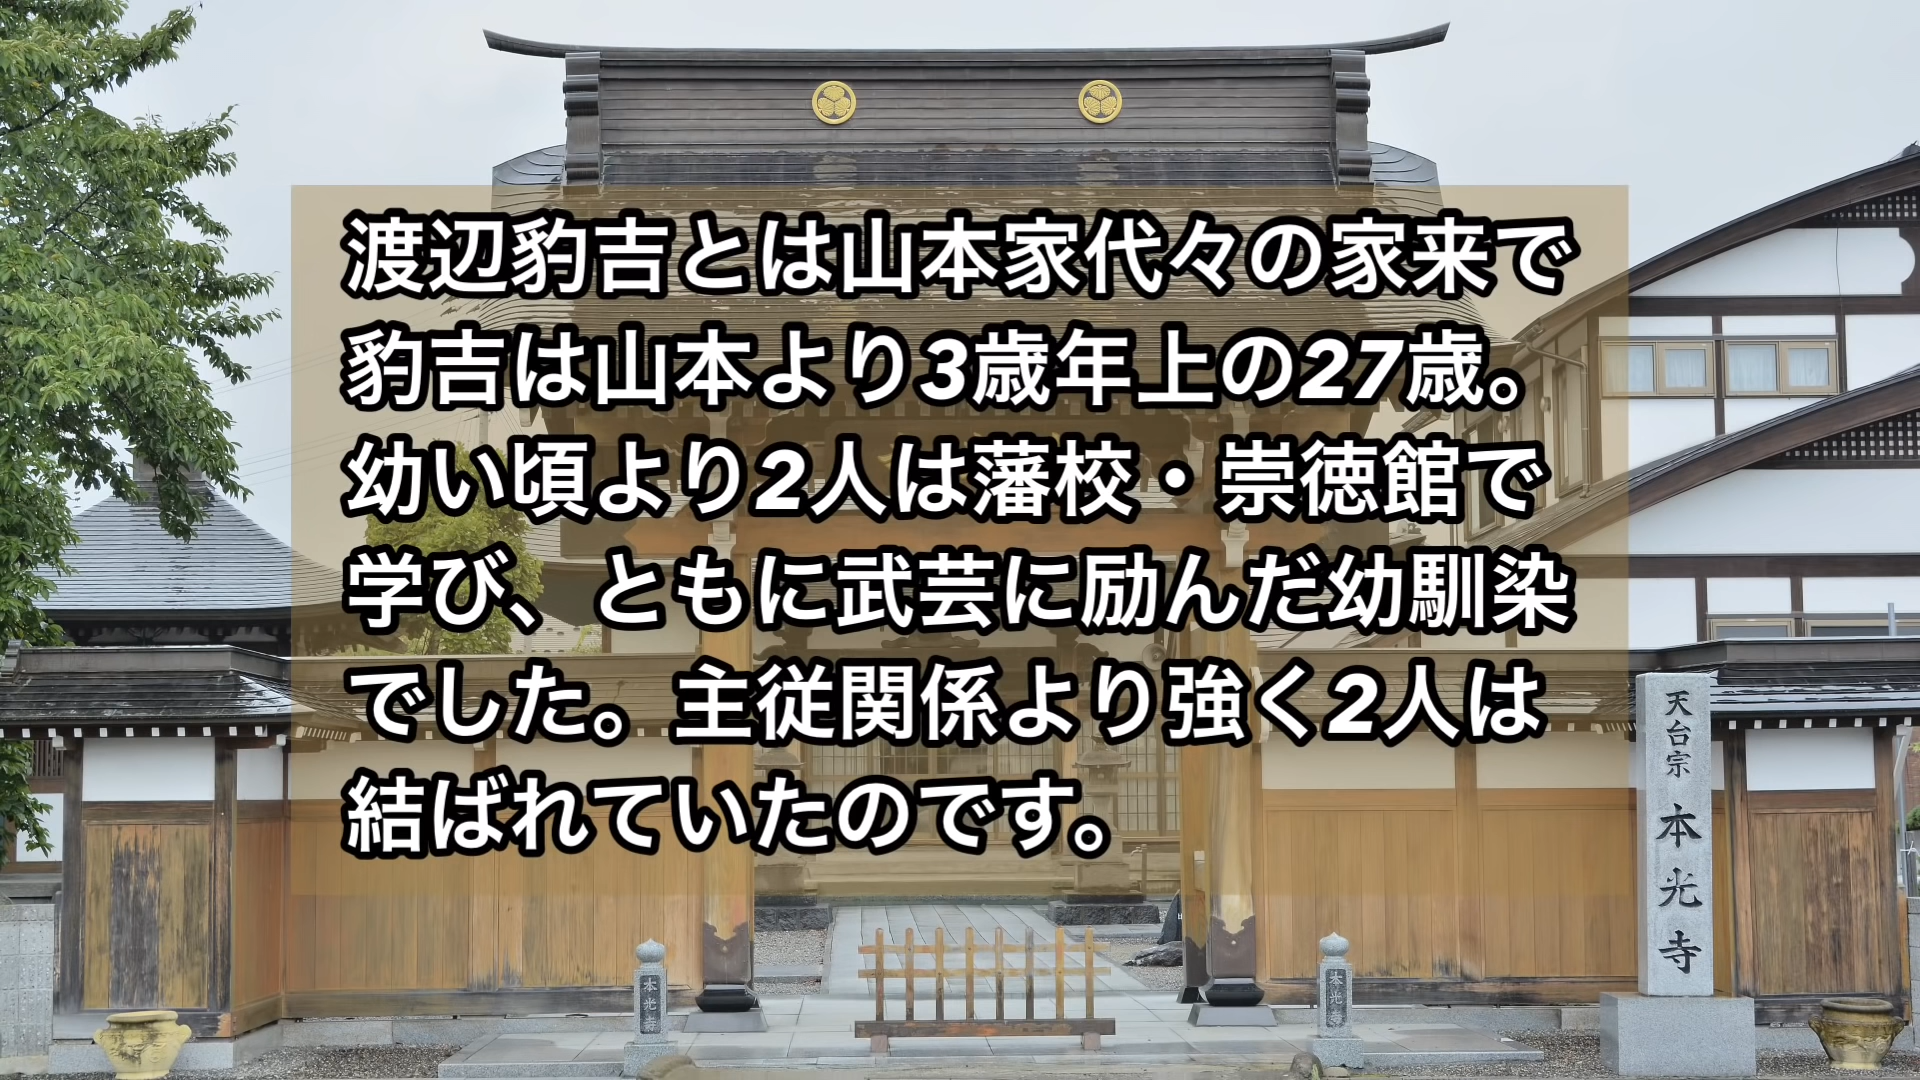 渡辺豹吉とは山本家代々の家来で
豹吉は山本より3歳年上の27歳。
幼い頃より2人は藩校・崇徳館で
学び、ともに武芸に励んだ幼馴染
でした。主従関係より強く2人は
結ばれていたのです。
天台宗 本光寺
本光寺
本光寺